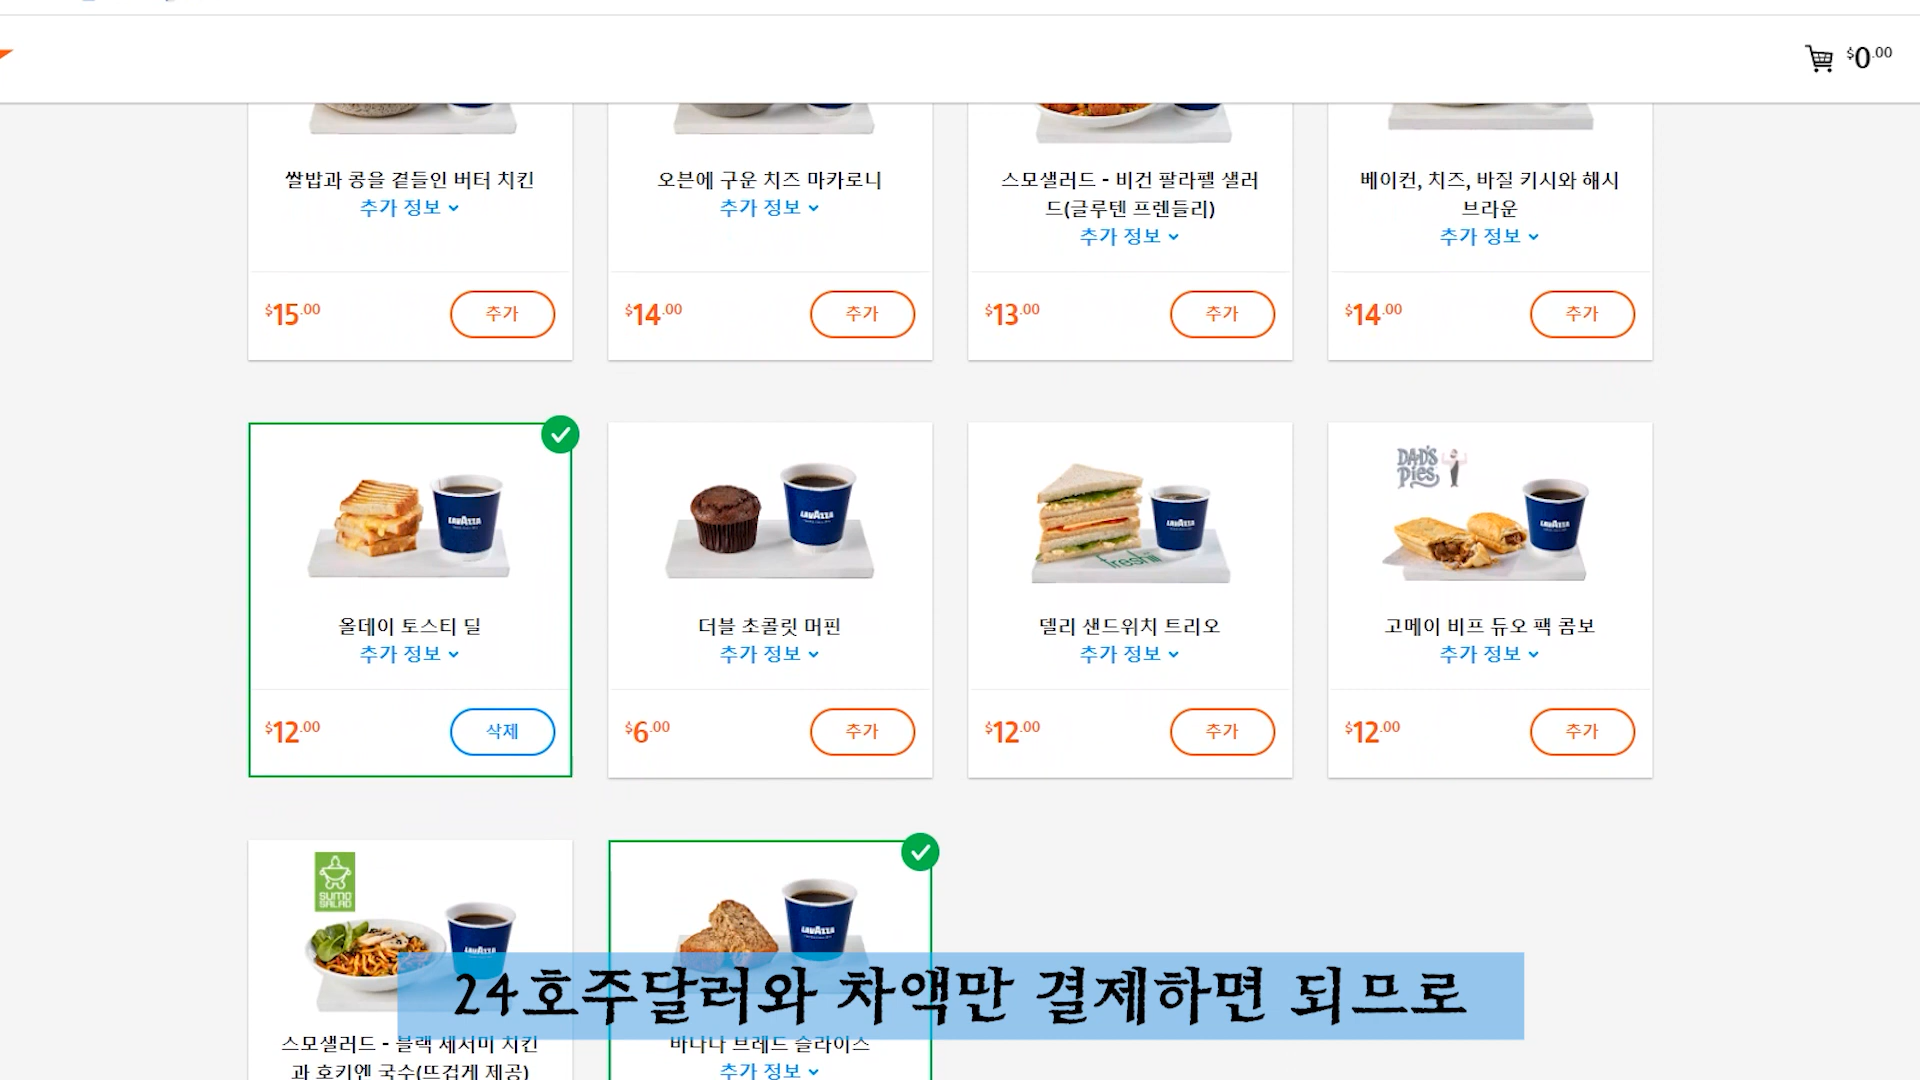 $0.00
쌀밥과 콩을 곁들인 버터 치킨
추가 정보
$15.00
추가
오븐에 구운 치즈 마카로니
추가 정보
$14.00
추가
스모샐러드 - 비건 팔라펠 샐러
드(글루텐 프렌들리)
추가 정보
$13.00
추가
베이컨, 치즈, 바질 키시와 해시
브라운
추가 정보
$14.00
추가
LAVAZZA
올데이 토스티 딜
추가 정보
$12.00
삭제
LAVAZZA
더블 초콜릿 머핀
추가 정보
$6.00
추가
LAVAZZA
fresh
델리 샌드위치 트리오
추가 정보
$12.00
추가
DAD'S
Pies
LAVAZZA
고메이 비프 듀오 팩 콤보
추가 정보
$12.00
추가
SUMO
SALAD
LAVAZZA
스모샐러드 - 블랙 세서미 치킨
과 호키엔 국수(뜨겁게 제공)
LAVAZZA
바나나 브레드 슬라이스
추가 정보
24호주달러와 차액만 결제하면 되므로